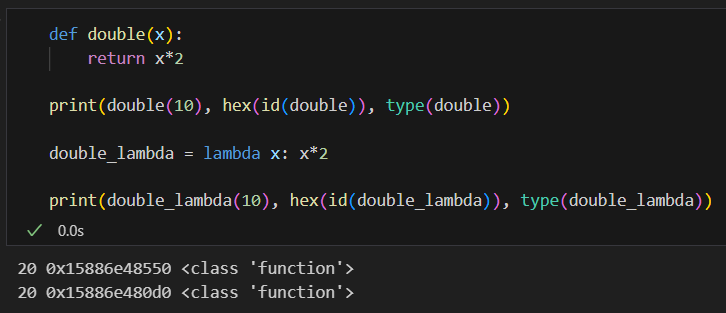 def double(x):
    return x*2
print(double(10), hex(id(double)), type(double))
double_lambda = lambda x: x*2
print(double_lambda(10), hex(id(double_lambda)), type(double_lambda))
0.0s
20 0x15886e48550 <class 'function'>
20 0x15886e480d0 <class 'function'>